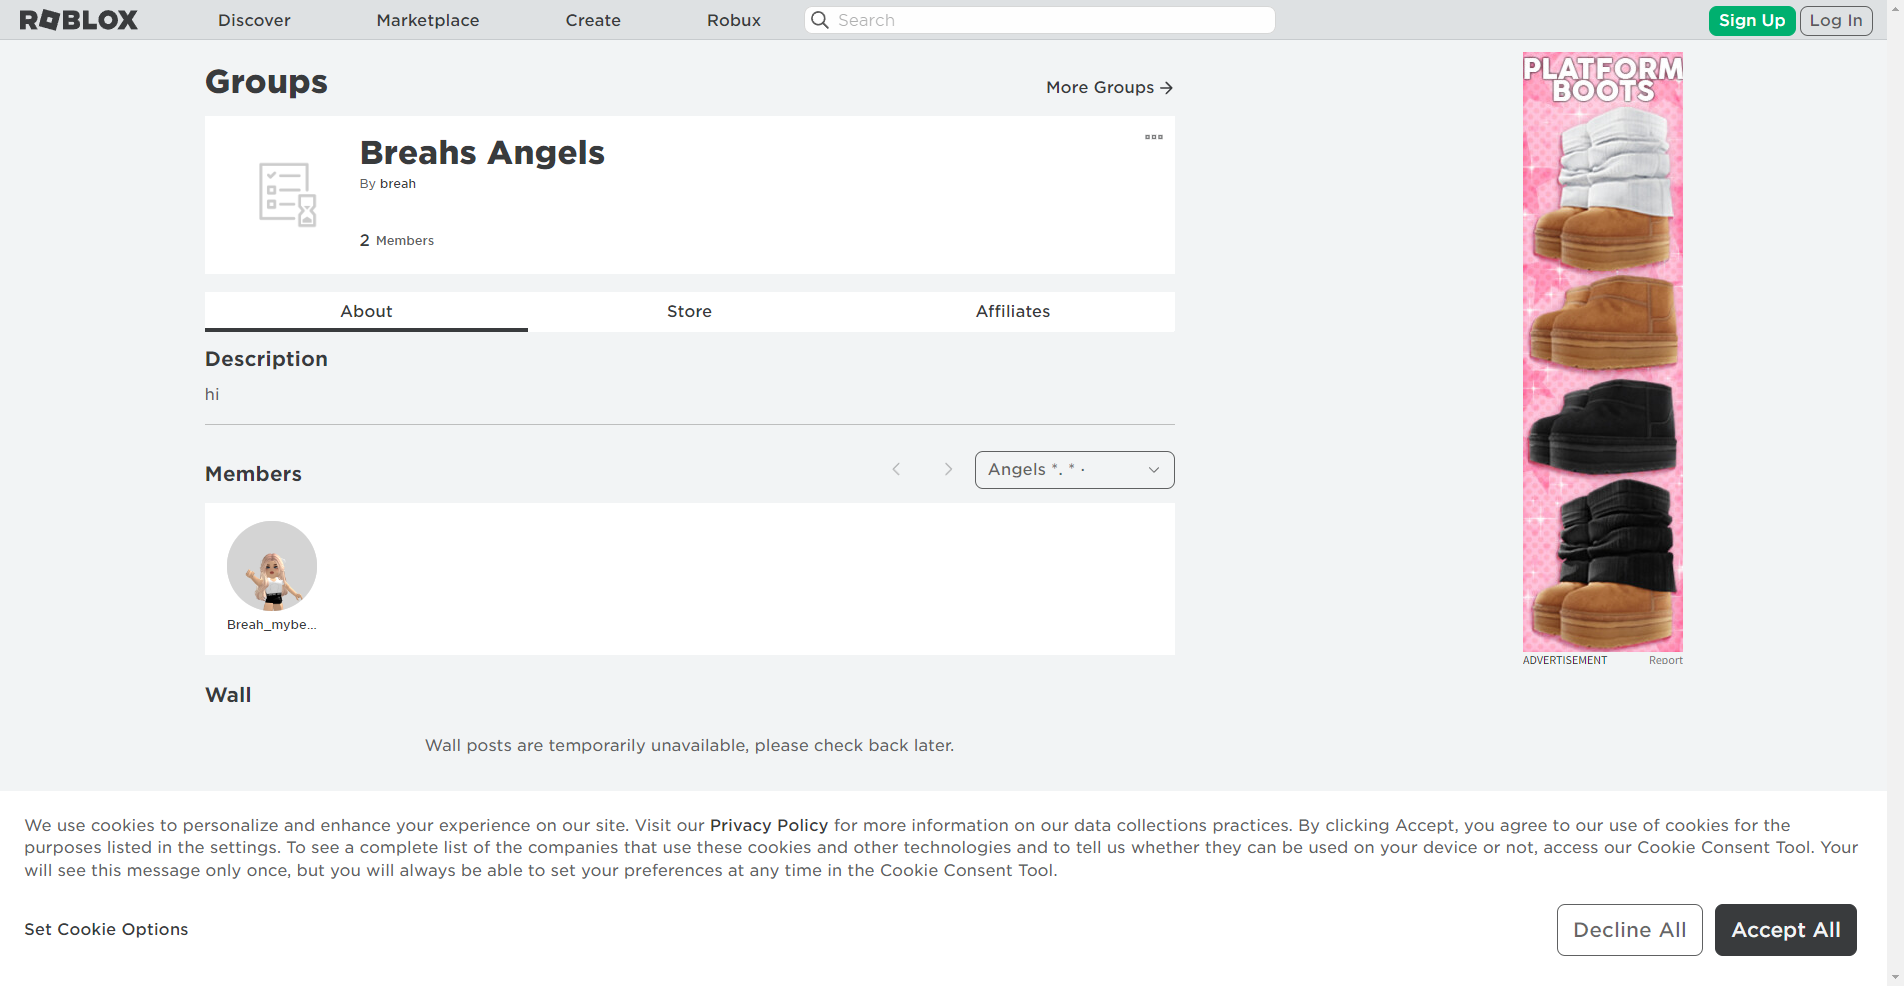 ROBLOX
Discover
Marketplace
Create
Robux
Search
Sign Up
Log In
Groups
More Groups →
Breahs Angels
By breah
2 Members
About
Store
Affiliates
Description
hi
Members
Angels *. * ·
Breah_mybe...
Wall
Wall posts are temporarily unavailable, please check back later.
PLATFORM
BOOTS
ADVERTISEMENT
Report
We use cookies to personalize and enhance your experience on our site. Visit our Privacy Policy for more information on our data collections practices. By clicking Accept, you agree to our use of cookies for the
purposes listed in the settings. To see a complete list of the companies that use these cookies and other technologies and to tell us whether they can be used on your device or not, access our Cookie Consent Tool. Your
will see this message only once, but you will always be able to set your preferences at any time in the Cookie Consent Tool.
Set Cookie Options
Decline All
Accept All